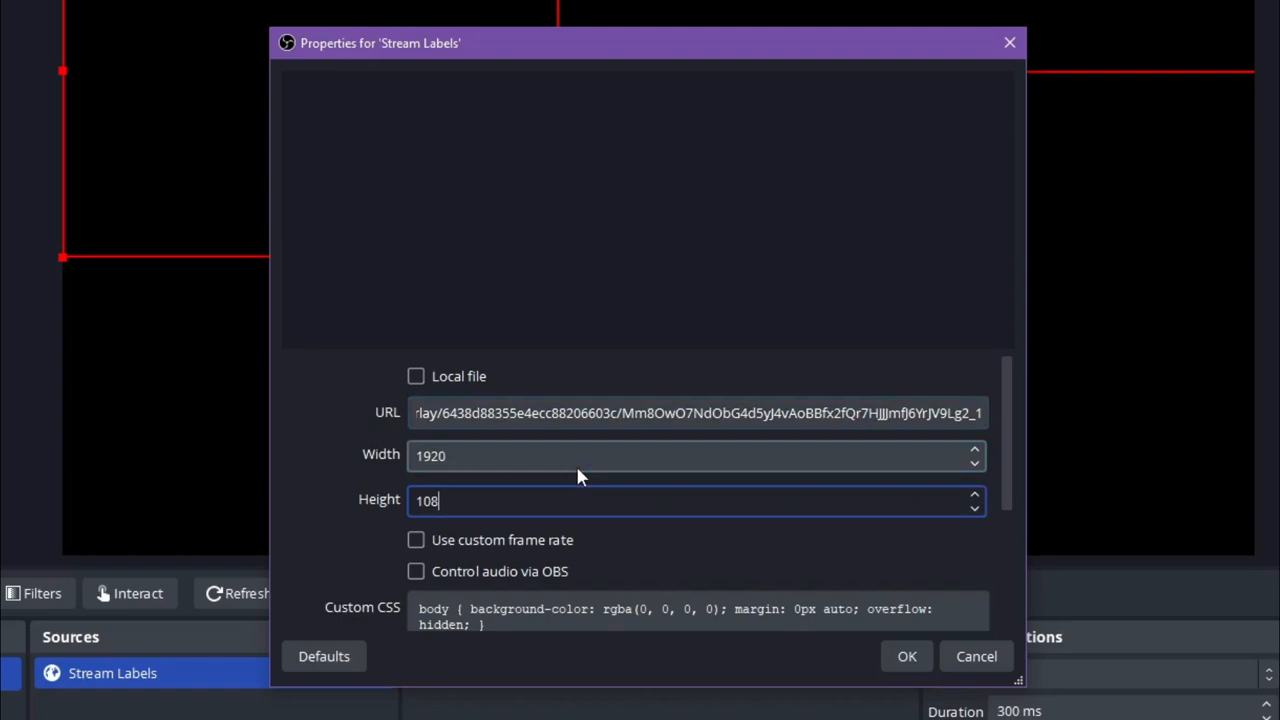 Properties for 'Stream Labels'
Local file
URL
rlay/6438d88355e4ecc88206603c/Mm8OwO7NdObG4d5yJ4vAoBBfx2fQr7HJJJmfJ6YrJV9Lg2_1
Width
1920
Height
108
Use custom frame rate
Control audio via OBS
Custom CSS
body { background-color: rgba(0, 0, 0, 0); margin: 0px auto; overflow:
hidden; }
Filters
Interact
Refresh
Defaults
OK
Cancel
Sources
tions
Stream Labels
Duration
300 ms